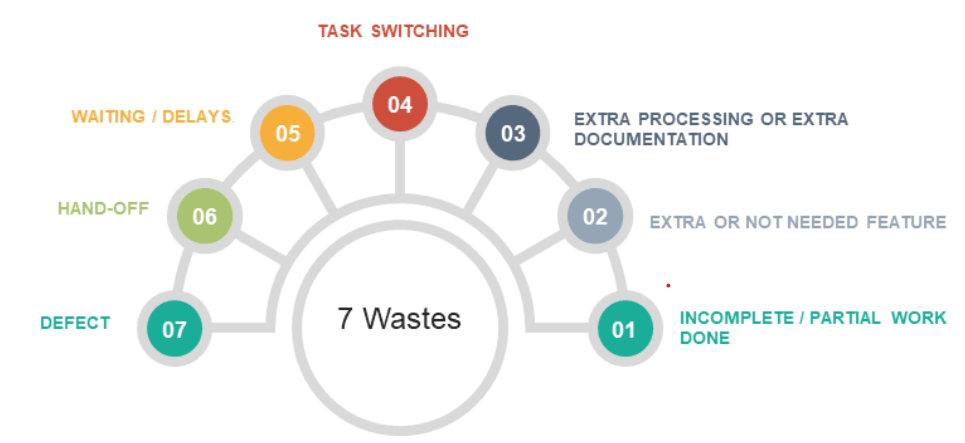 TASK SWITCHING
04
WAITING / DELAYS.
05
03
EXTRA PROCESSING OR EXTRA
DOCUMENTATION
HAND-OFF
06
02
EXTRA OR NOT NEEDED FEATURE
DEFECT
07
7 Wastes
01
INCOMPLETE / PARTIAL WORK
DONE